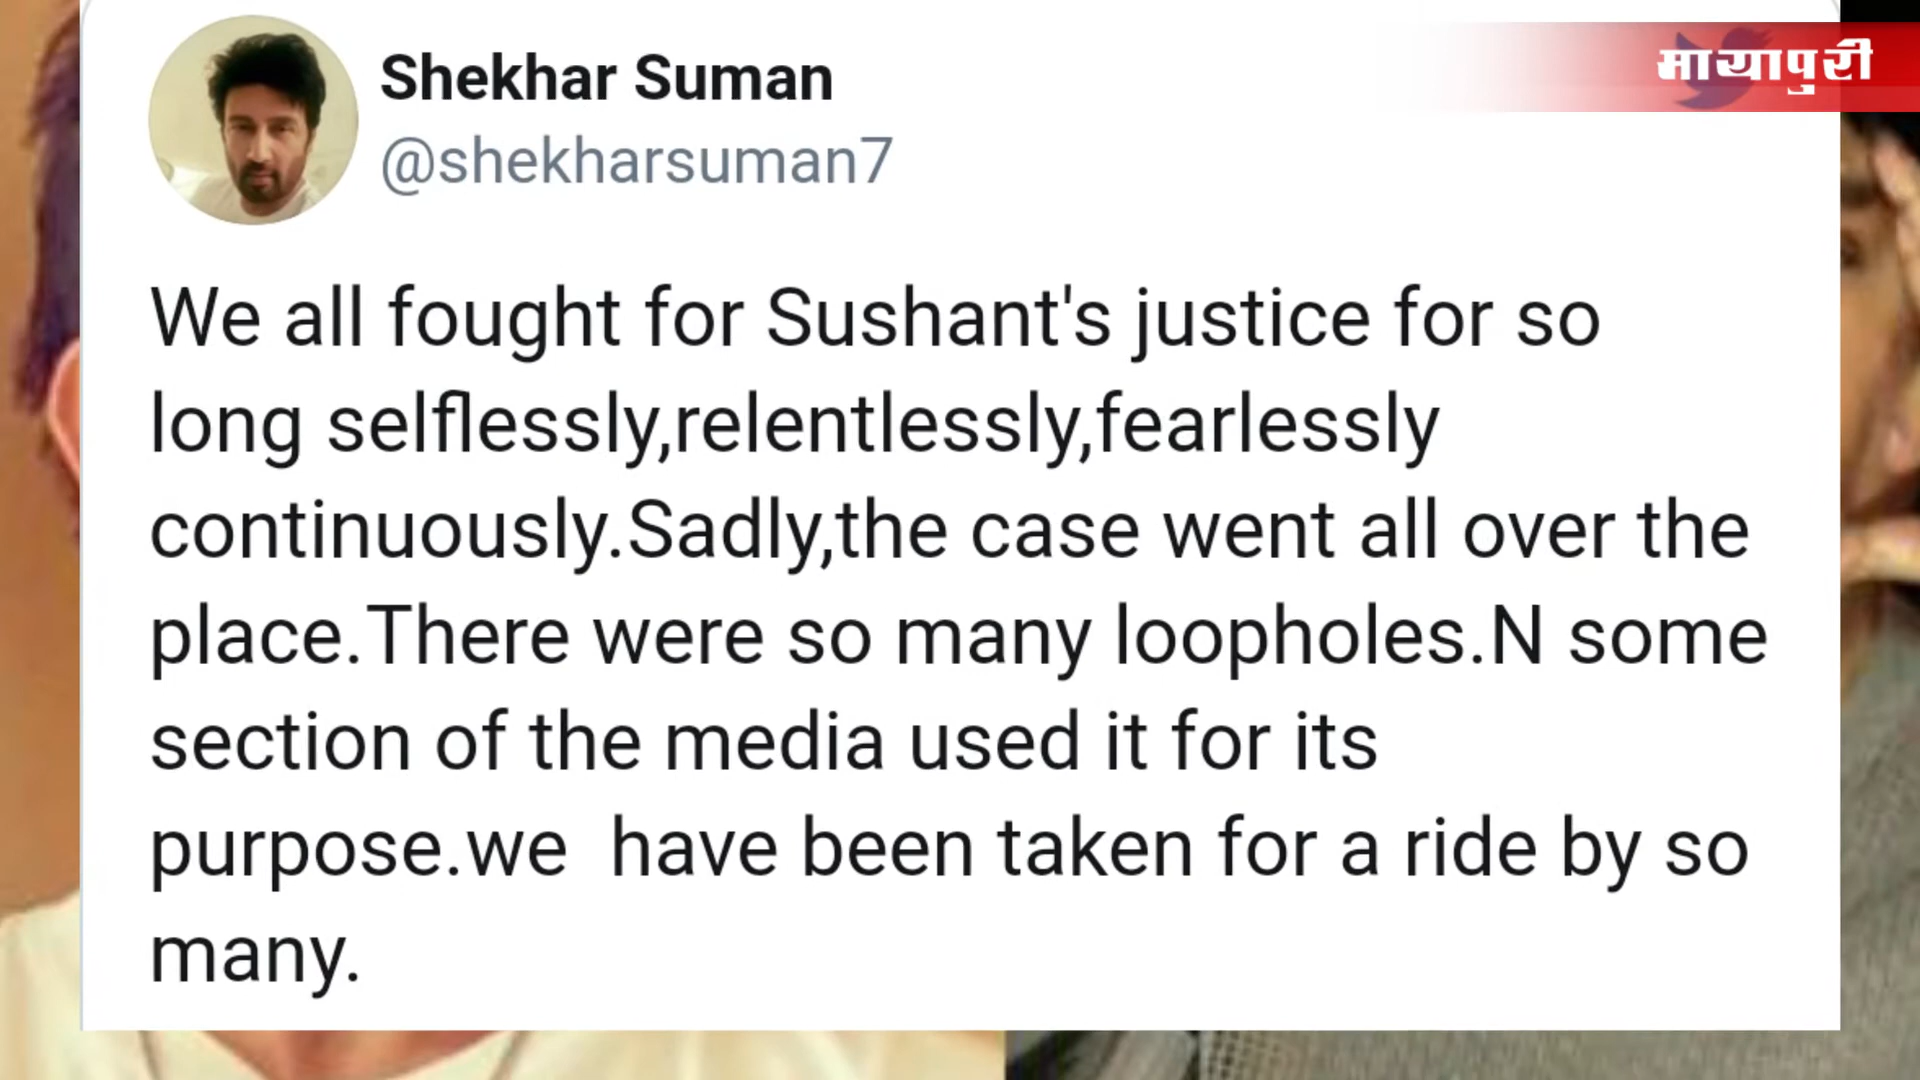 मायापुरी
Shekhar Suman
@shekharsuman7
We all fought for Sushant's justice for so
long selflessly,relentlessly,fearlessly
continuously.Sadly,the case went all over the
place.There were so many loopholes.N some
section of the media used it for its
purpose.we  have been taken for a ride by so
many.